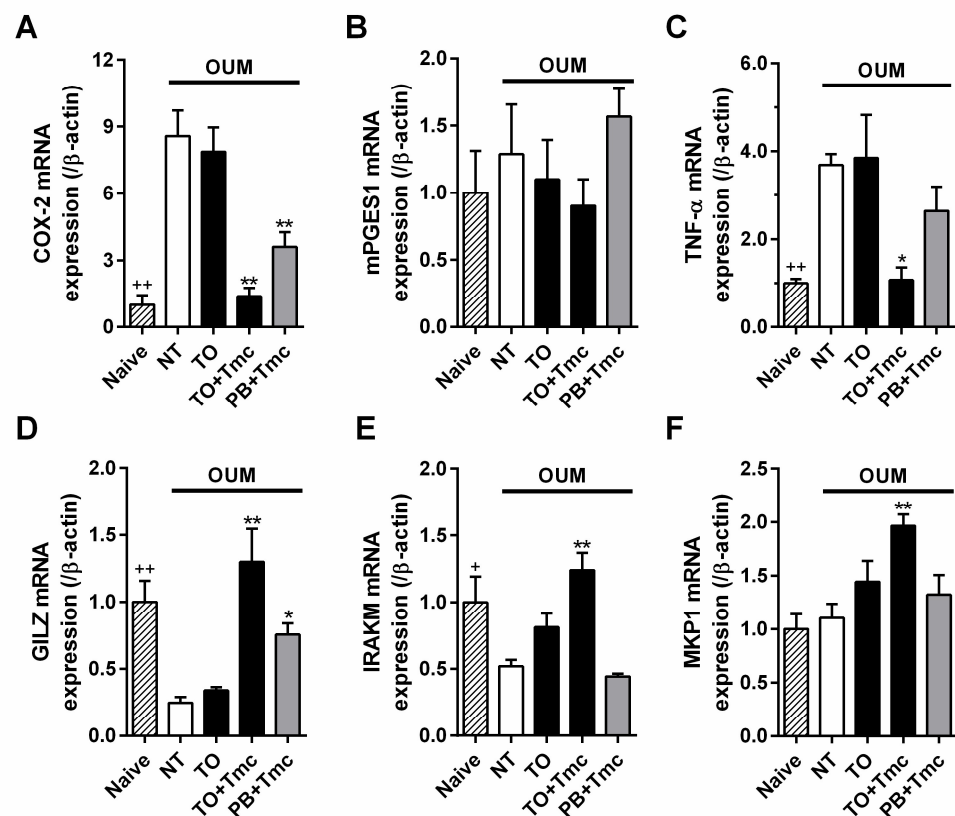 A
COX-2 mRNA
expression (/β-actin)
12
9
6
3
0
OUM
++
**
**
Naive
NT
TO
TO+Tmc
PB+Tmc
B
mPGES1 mRNA
expression (/β-actin)
2.0
1.5
1.0
0.5
0.0
OUM
Naive
NT
TO
TO+Tmc
PB+Tmc
C
TNF-α mRNA
expression (/β-actin)
6.0
4.0
2.0
0.0
OUM
++
*
Naive
NT
TO
TO+Tmc
PB+Tmc
D
GILZ mRNA
expression (/β-actin)
2.0
1.5
1.0
0.5
0.0
OUM
++
**
*
Naive
NT
TO
TO+Tmc
PB+Tmc
E
IRAKM mRNA
expression (/β-actin)
2.0
1.5
1.0
0.5
0.0
OUM
+
**
Naive
NT
TO
TO+Tmc
PB+Tmc
F
MKP1 mRNA
expression (/β-actin)
2.5
2.0
1.5
1.0
0.5
0.0
OUM
**
Naive
NT
TO
TO+Tmc
PB+Tmc